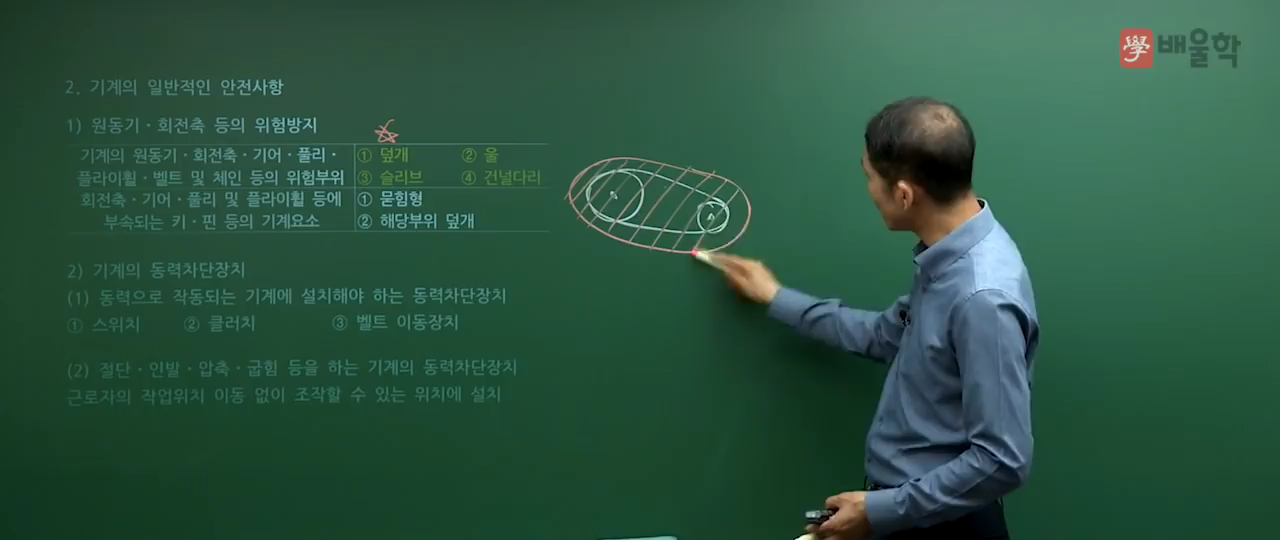 學 배울학
2. 기계의 일반적인 안전사항
1) 원동기·회전축 등의 위험방지
기계의 원동기·회전축·기어·풀리· ① 덮개 ② 울
플라이휠·벨트 및 체인 등의 위험부위 ③ 슬리브 ④ 건널다리
회전축·기어·풀리 및 플라이휠 등에 ① 묻힘형
부속되는 키·핀 등의 기계요소 ② 해당부위 덮개
2) 기계의 동력차단장치
(1) 동력으로 작동되는 기계에 설치해야 하는 동력차단장치
① 스위치 ② 클러치 ③ 벨트 이동장치
(2) 절단·인발·압축·굽힘 등을 하는 기계의 동력차단장치
근로자의 작업위치 이동 없이 조작할 수 있는 위치에 설치